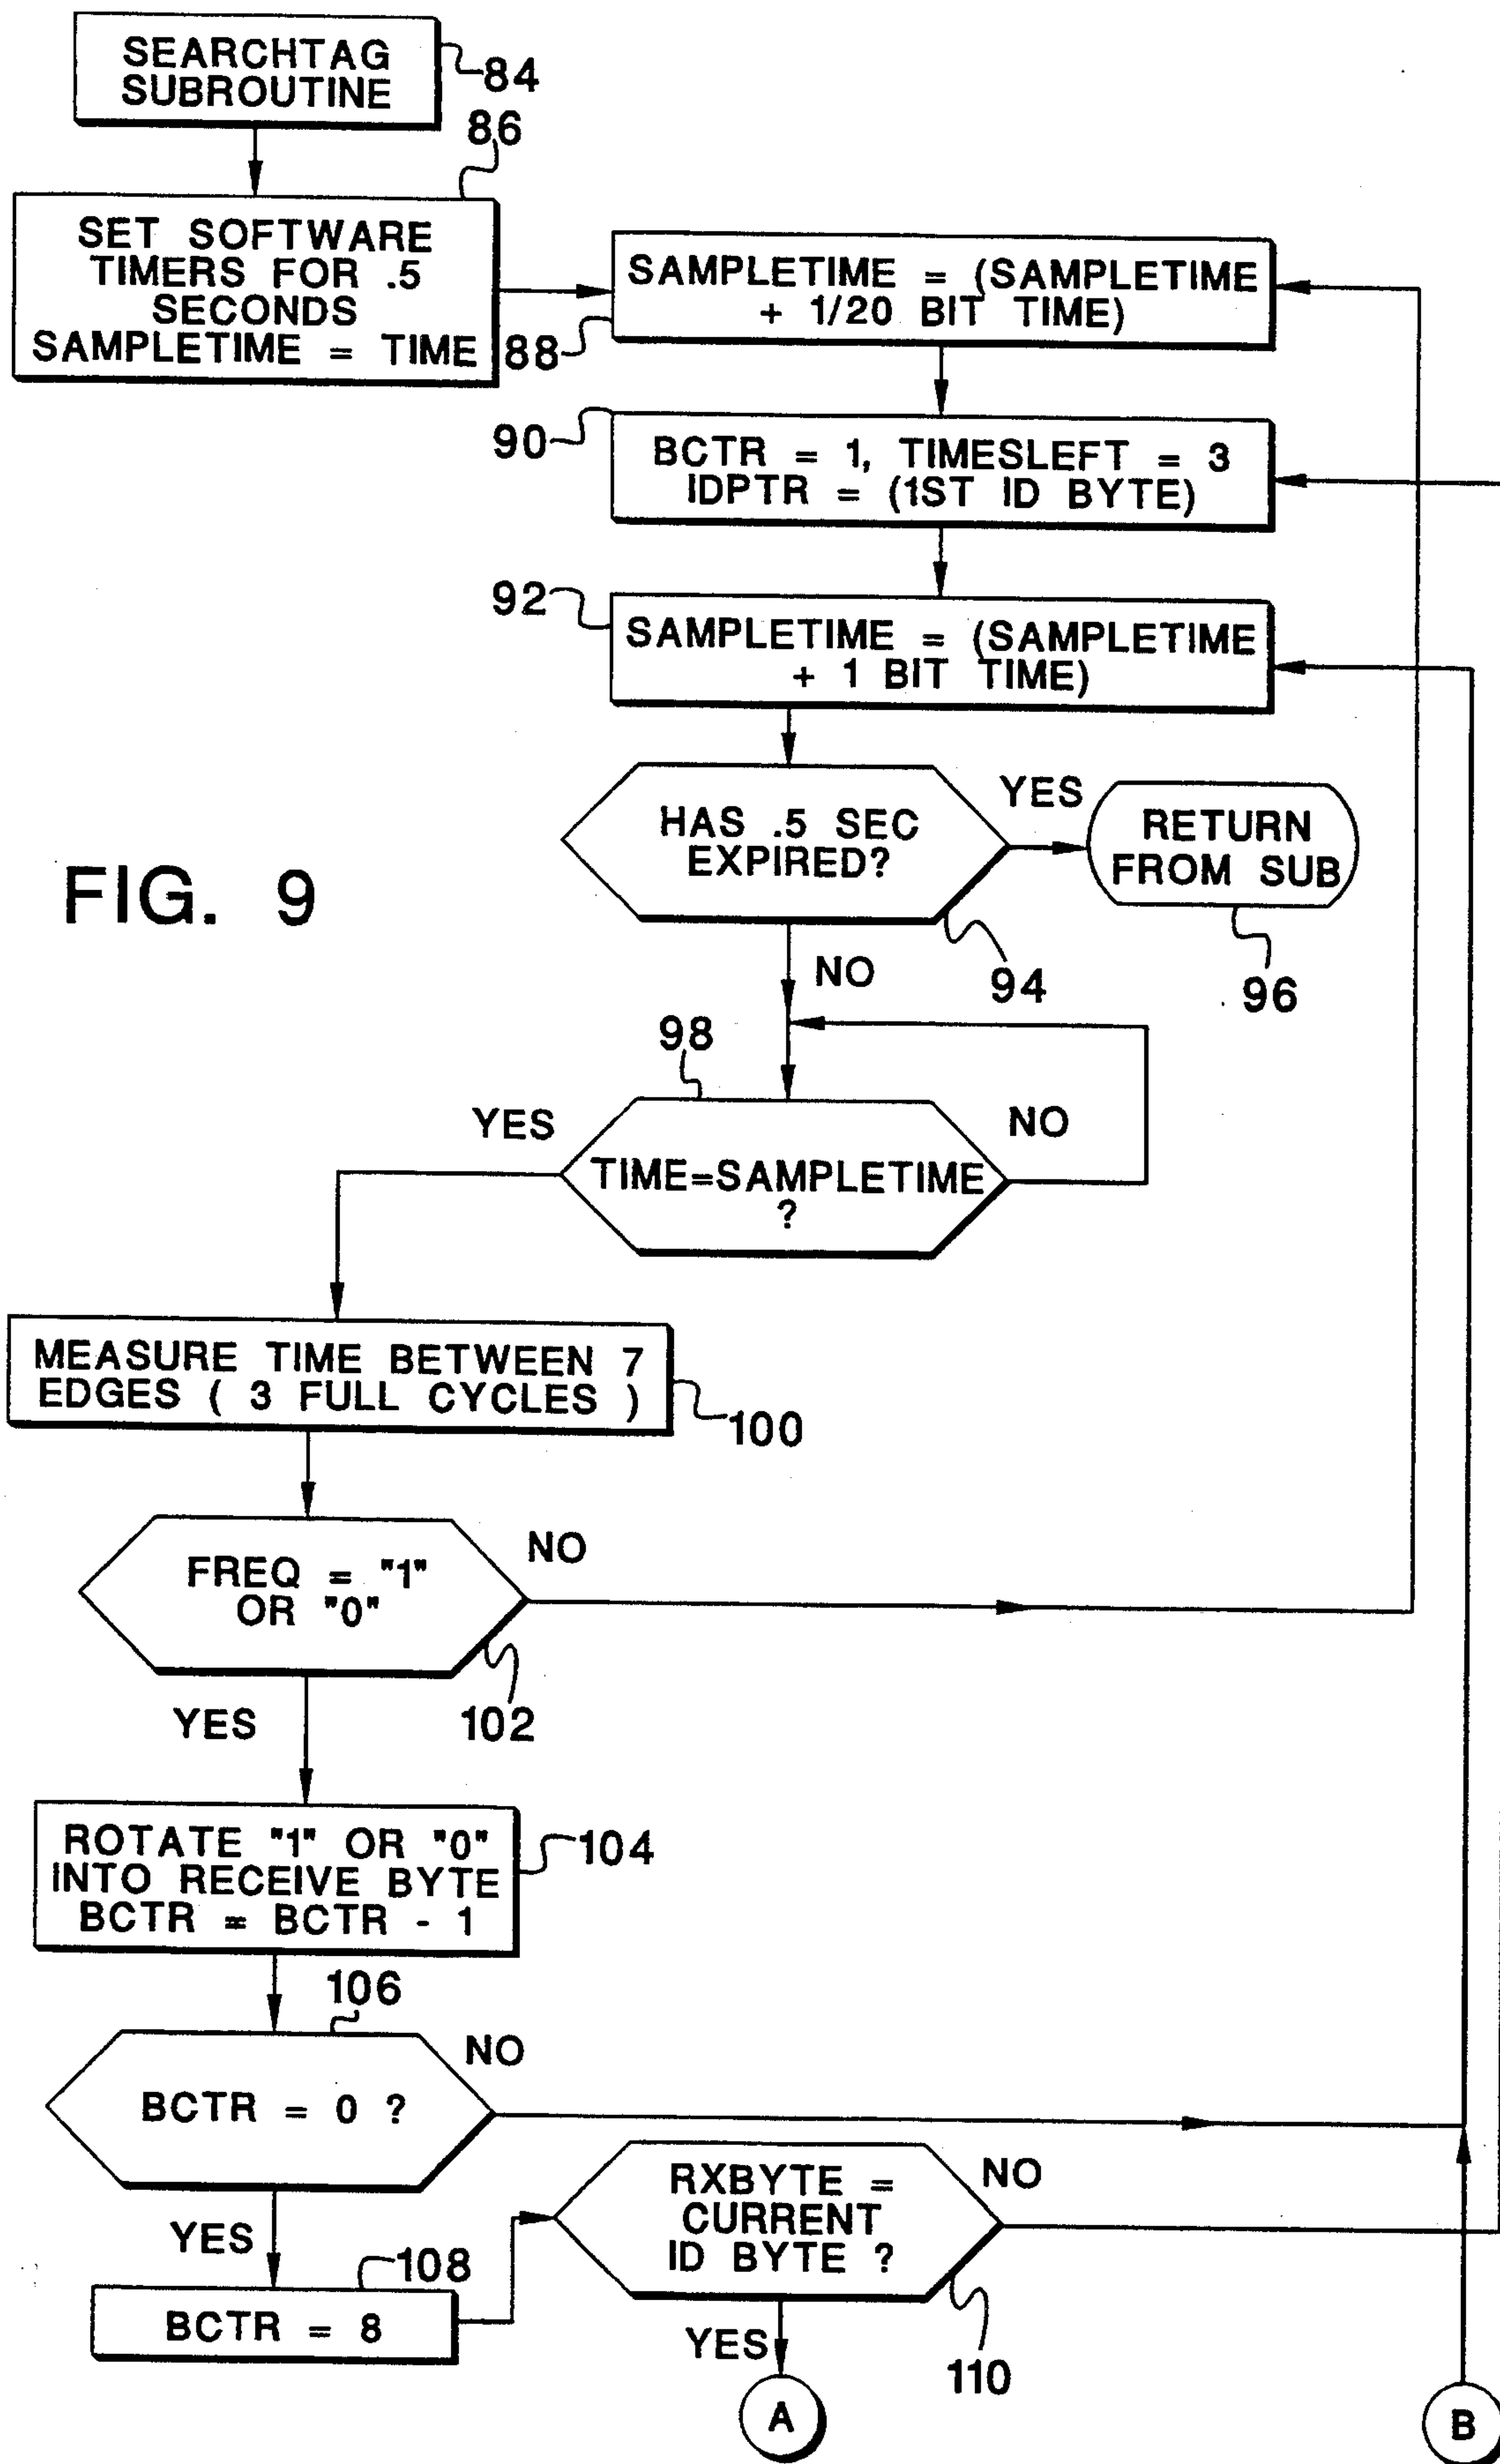 SEARCHTAG
SUBROUTINE
84
86
SET SOFTWARE
TIMERS FOR .5
SECONDS
SAMPLETIME = TIME
SAMPLETIME = (SAMPLETIME
+ 1/20 BIT TIME)
88
90
BCTR = 1, TIMESLEFT = 3
IDPTR = (1ST ID BYTE)
92
SAMPLETIME = (SAMPLETIME
+ 1 BIT TIME)
HAS .5 SEC
EXPIRED?
YES
RETURN
FROM SUB
FIG. 9
NO
94
96
98
YES
NO
TIME=SAMPLETIME
?
MEASURE TIME BETWEEN 7
EDGES ( 3 FULL CYCLES )
100
FREQ = "1"
OR "0"
NO
YES
102
ROTATE "1" OR "0"
INTO RECEIVE BYTE
BCTR = BCTR - 1
104
106
BCTR = 0 ?
NO
YES
108
BCTR = 8
RXBYTE =
CURRENT
ID BYTE ?
NO
YES
110
A
B